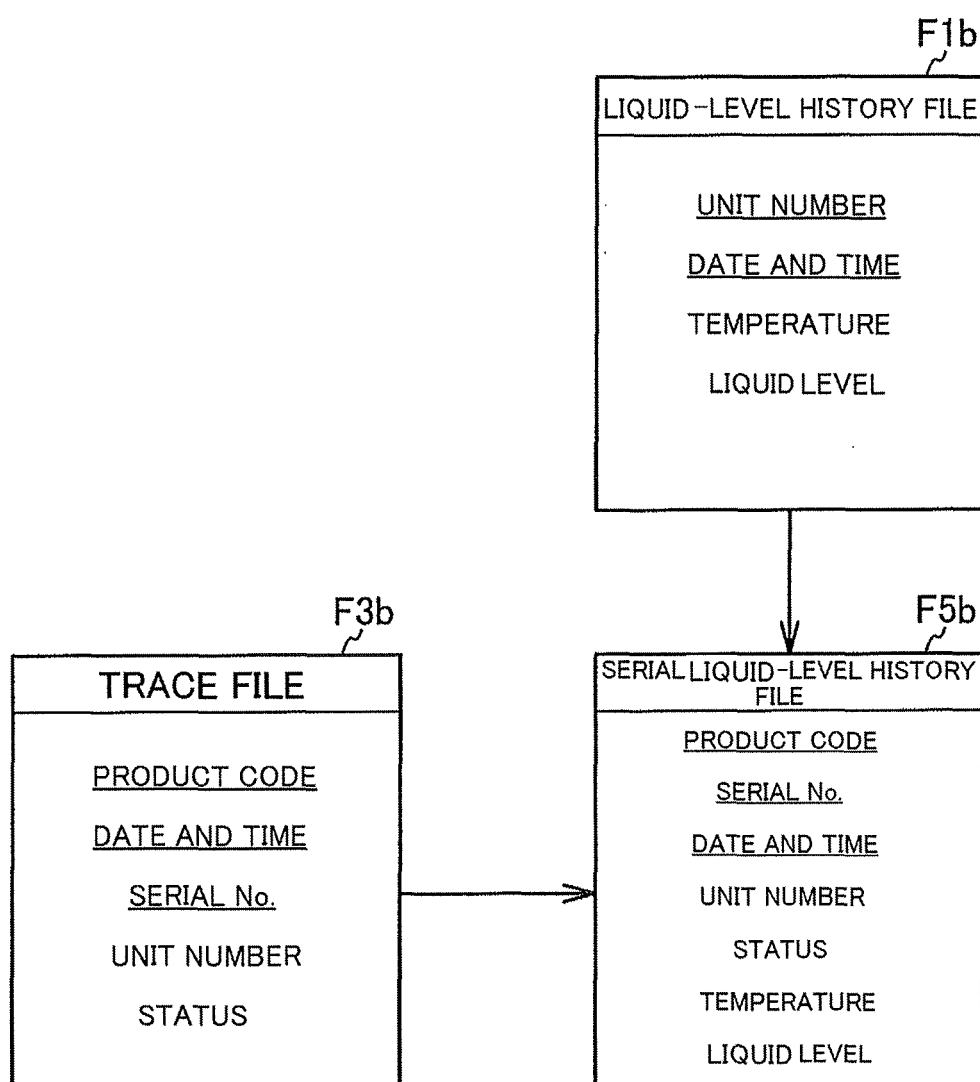 F1b
LIQUID-LEVEL HISTORY FILE
UNIT NUMBER
DATE AND TIME
TEMPERATURE
LIQUID LEVEL
F3b
TRACE FILE
PRODUCT CODE
DATE AND TIME
SERIAL No.
UNIT NUMBER
STATUS
F5b
SERIAL LIQUID-LEVEL HISTORY
FILE
PRODUCT CODE
SERIAL No.
DATE AND TIME
UNIT NUMBER
STATUS
TEMPERATURE
LIQUID LEVEL